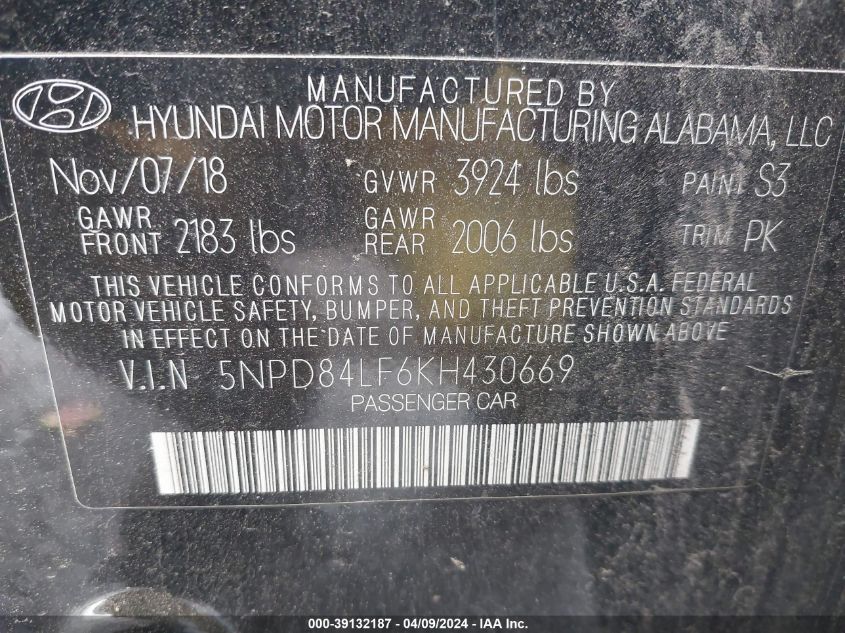 MANUFACTURED BY
HYUNDAI MOTOR MANUFACTURING ALABAMA, LLC
Nov/07/18 GVWR 3924 lbs PAINT S3
GAWR FRONT 2183 lbs GAWR REAR 2006 lbs TRIM PK
THIS VEHICLE CONFORMS TO ALL APPLICABLE U.S.A. FEDERAL
MOTOR VEHICLE SAFETY, BUMPER, AND THEFT PREVENTION STANDARDS
IN EFFECT ON THE DATE OF MANUFACTURE SHOWN ABOVE
V.I.N 5NPD84LF6KH430669
PASSENGER CAR
000-39132187 - 04/09/2024 - IAA Inc.